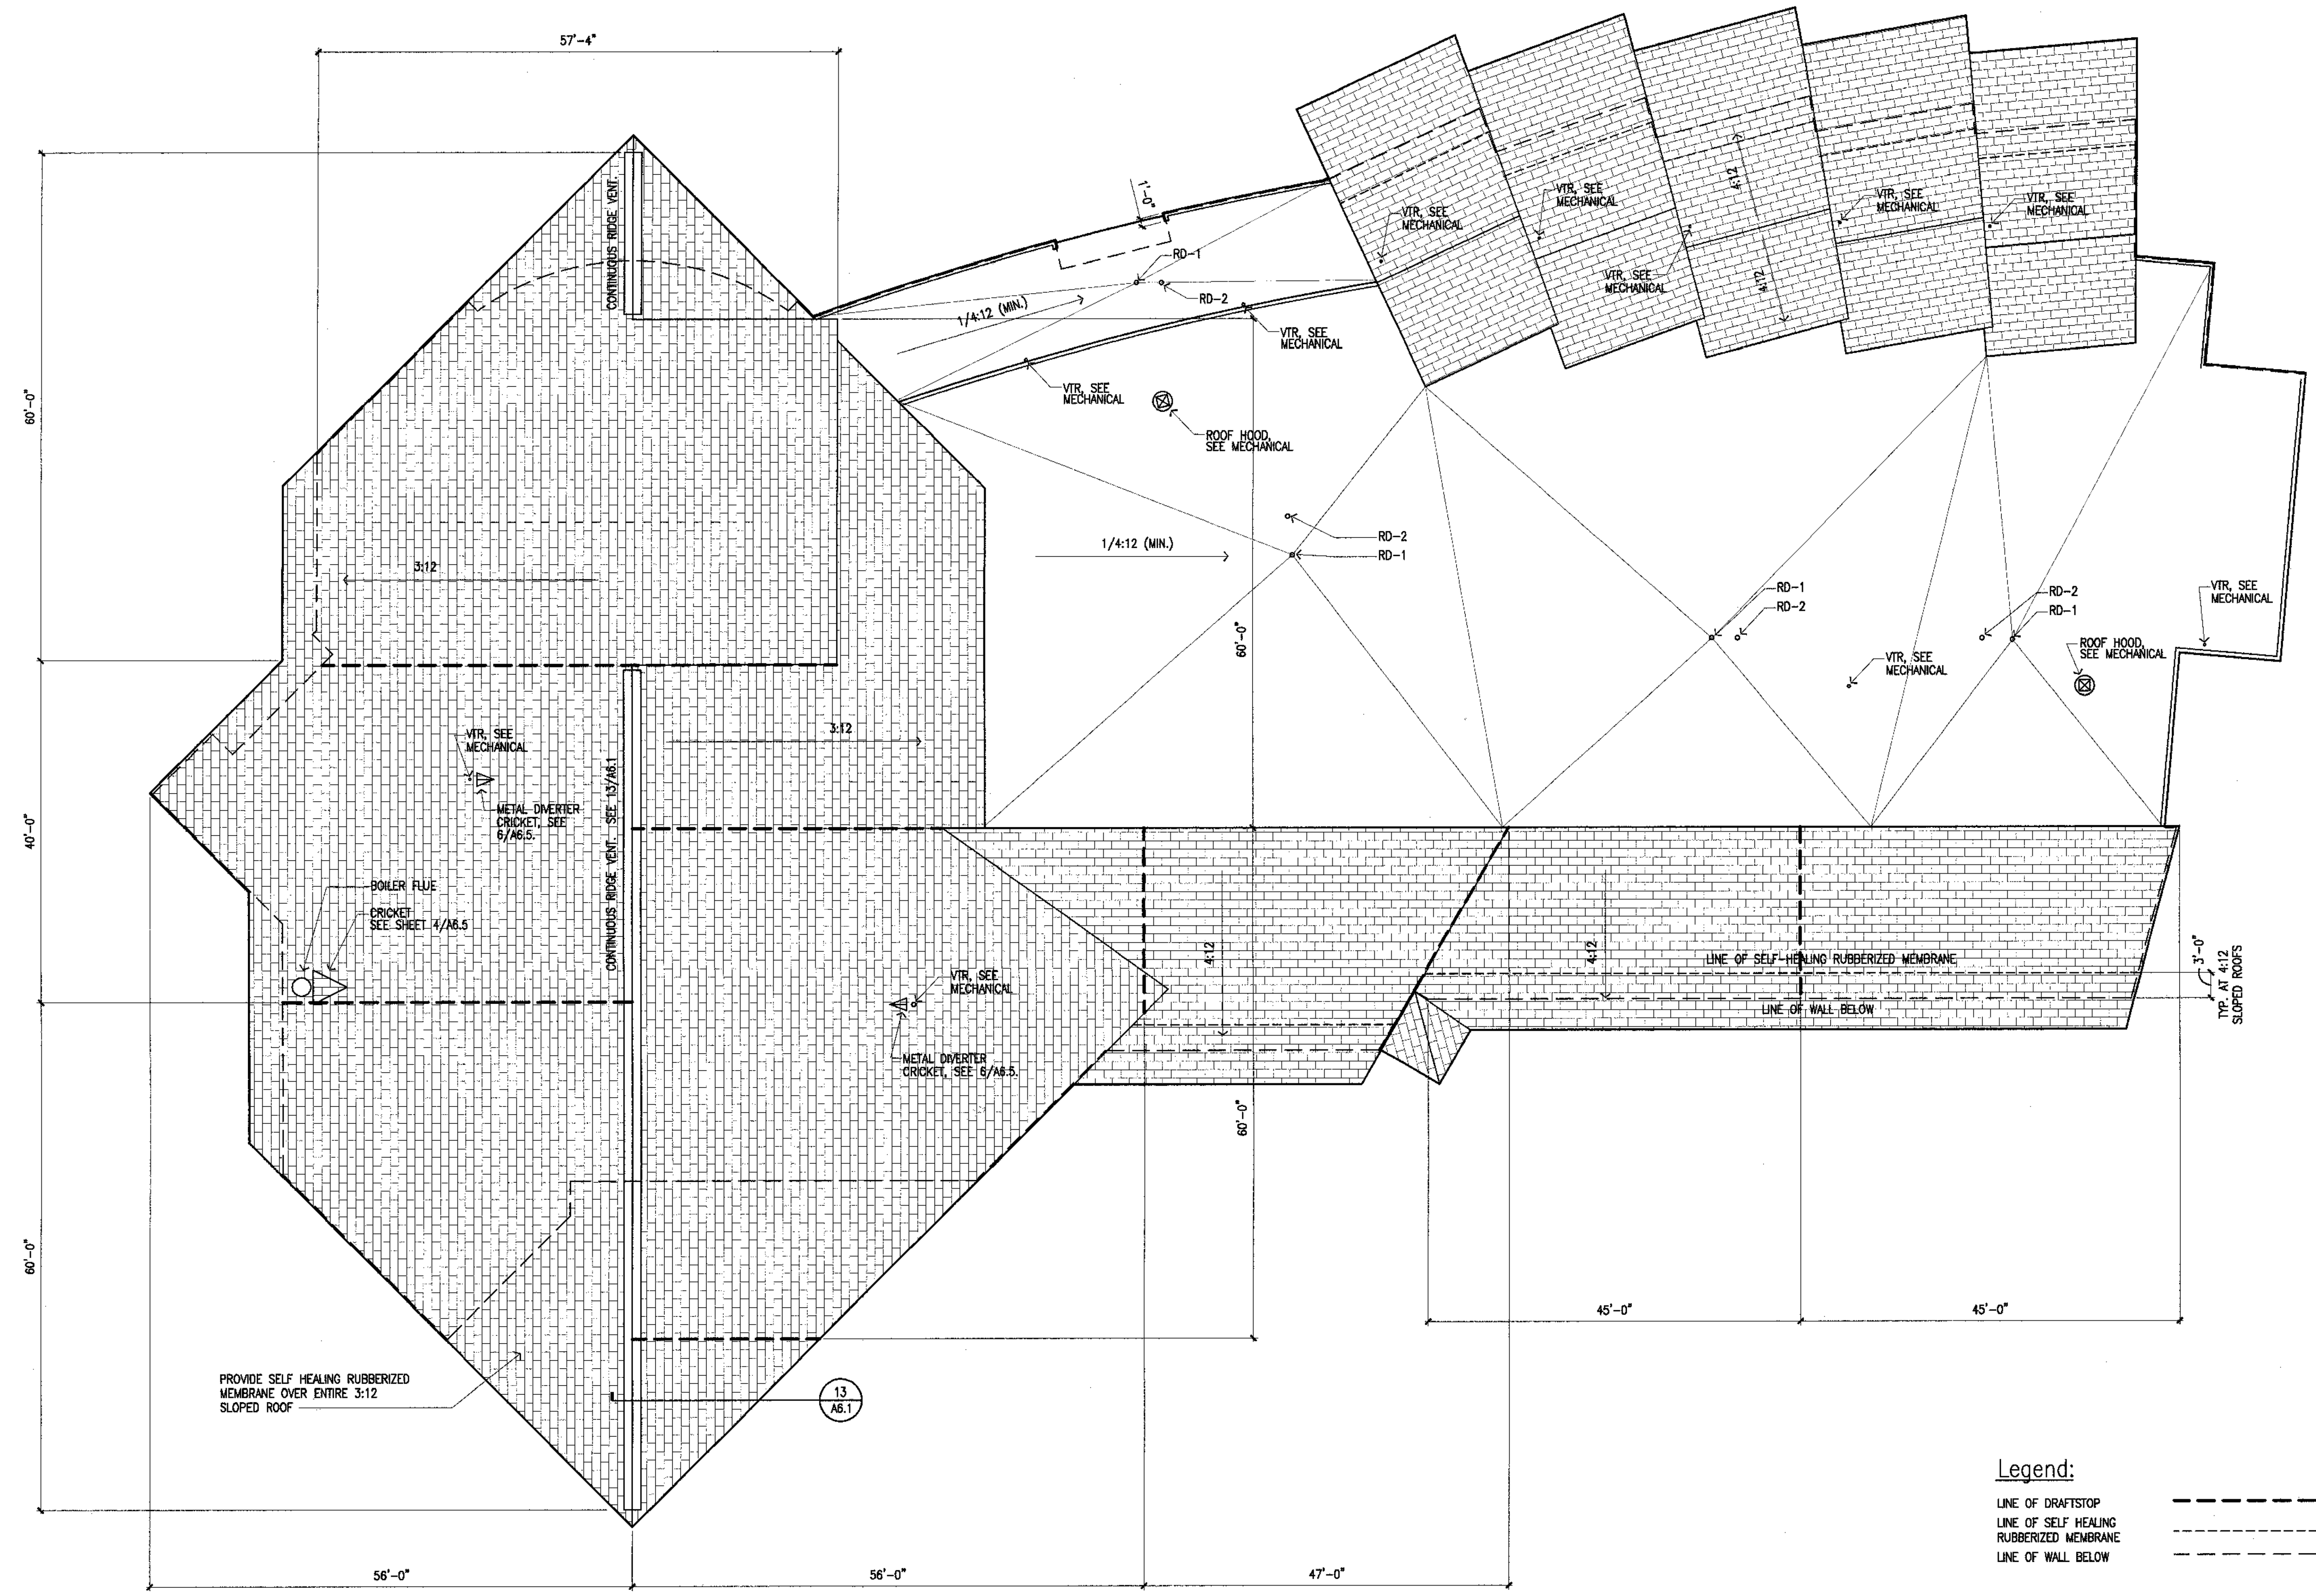 57'-4"
60'-0"
40'-0"
60'-0"
CONTINUOUS RIDGE VENT.
1'-0"
RD-1
RD-2
1/4:12 (MIN.)
VTR, SEE
MECHANICAL
VTR, SEE
MECHANICAL
ROOF HOOD,
SEE MECHANICAL
VTR, SEE
MECHANICAL
VTR, SEE
MECHANICAL
4:12
4:12
VTR, SEE
MECHANICAL
VTR, SEE
MECHANICAL
VTR, SEE
MECHANICAL
RD-2
RD-1
1/4:12 (MIN.)
60'-0"
RD-1
RD-2
RD-2
RD-1
VTR, SEE
MECHANICAL
VTR, SEE
MECHANICAL
ROOF HOOD,
SEE MECHANICAL
3:12
3:12
VTR, SEE
MECHANICAL
METAL DIVERTER
CRICKET, SEE
6/A6.5.
CONTINUOUS RIDGE VENT. SEE 13/A6.1
BOILER FLUE
CRICKET
SEE SHEET 4/A6.5
VTR, SEE
MECHANICAL
METAL DIVERTER
CRICKET, SEE 6/A6.5.
4:12
4:12
LINE OF SELF-HEALING RUBBERIZED MEMBRANE
LINE OF WALL BELOW
3'-0"
TYP. AT 4:12
SLOPED ROOFS
60'-0"
45'-0"
45'-0"
PROVIDE SELF HEALING RUBBERIZED
MEMBRANE OVER ENTIRE 3:12
SLOPED ROOF
13
A6.1
56'-0"
56'-0"
47'-0"
Legend:
LINE OF DRAFTSTOP
LINE OF SELF HEALING
RUBBERIZED MEMBRANE
LINE OF WALL BELOW